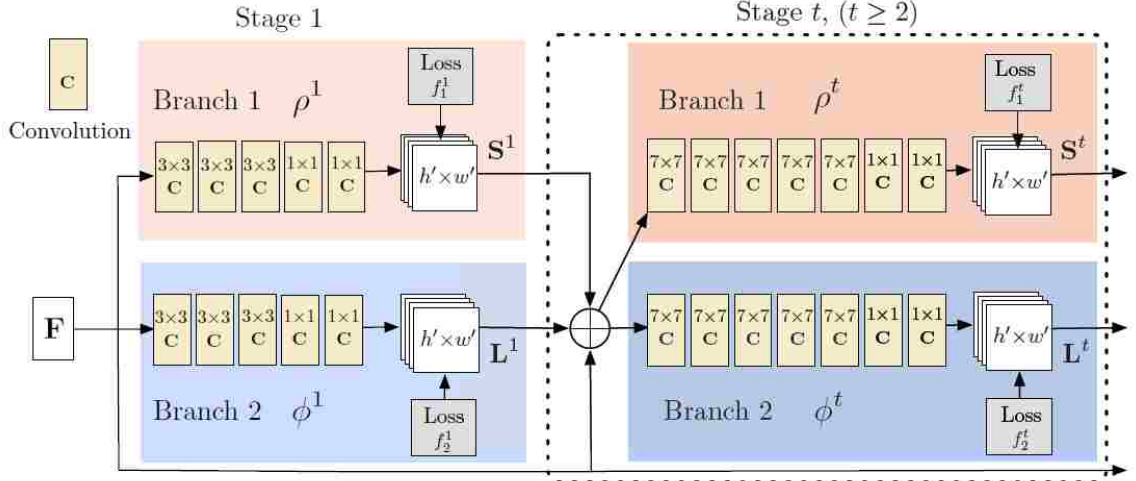 Stage 1
Stage t, (t ≥ 2)
C
Convolution
Branch 1 ρ¹
Loss
f₁¹
3×3 3×3 3×3 1×1 1×1
C C C C C
h'×w'
S¹
Branch 1 ρᵗ
Loss
f₁ᵗ
7×7 7×7 7×7 7×7 7×7 1×1 1×1
C C C C C C C
h'×w'
Sᵗ
F
3×3 3×3 3×3 1×1 1×1
C C C C C
h'×w'
L¹
Branch 2 ϕ¹
Loss
f₂¹
7×7 7×7 7×7 7×7 7×7 1×1 1×1
C C C C C C C
h'×w'
Lᵗ
Branch 2 ϕᵗ
Loss
f₂ᵗ